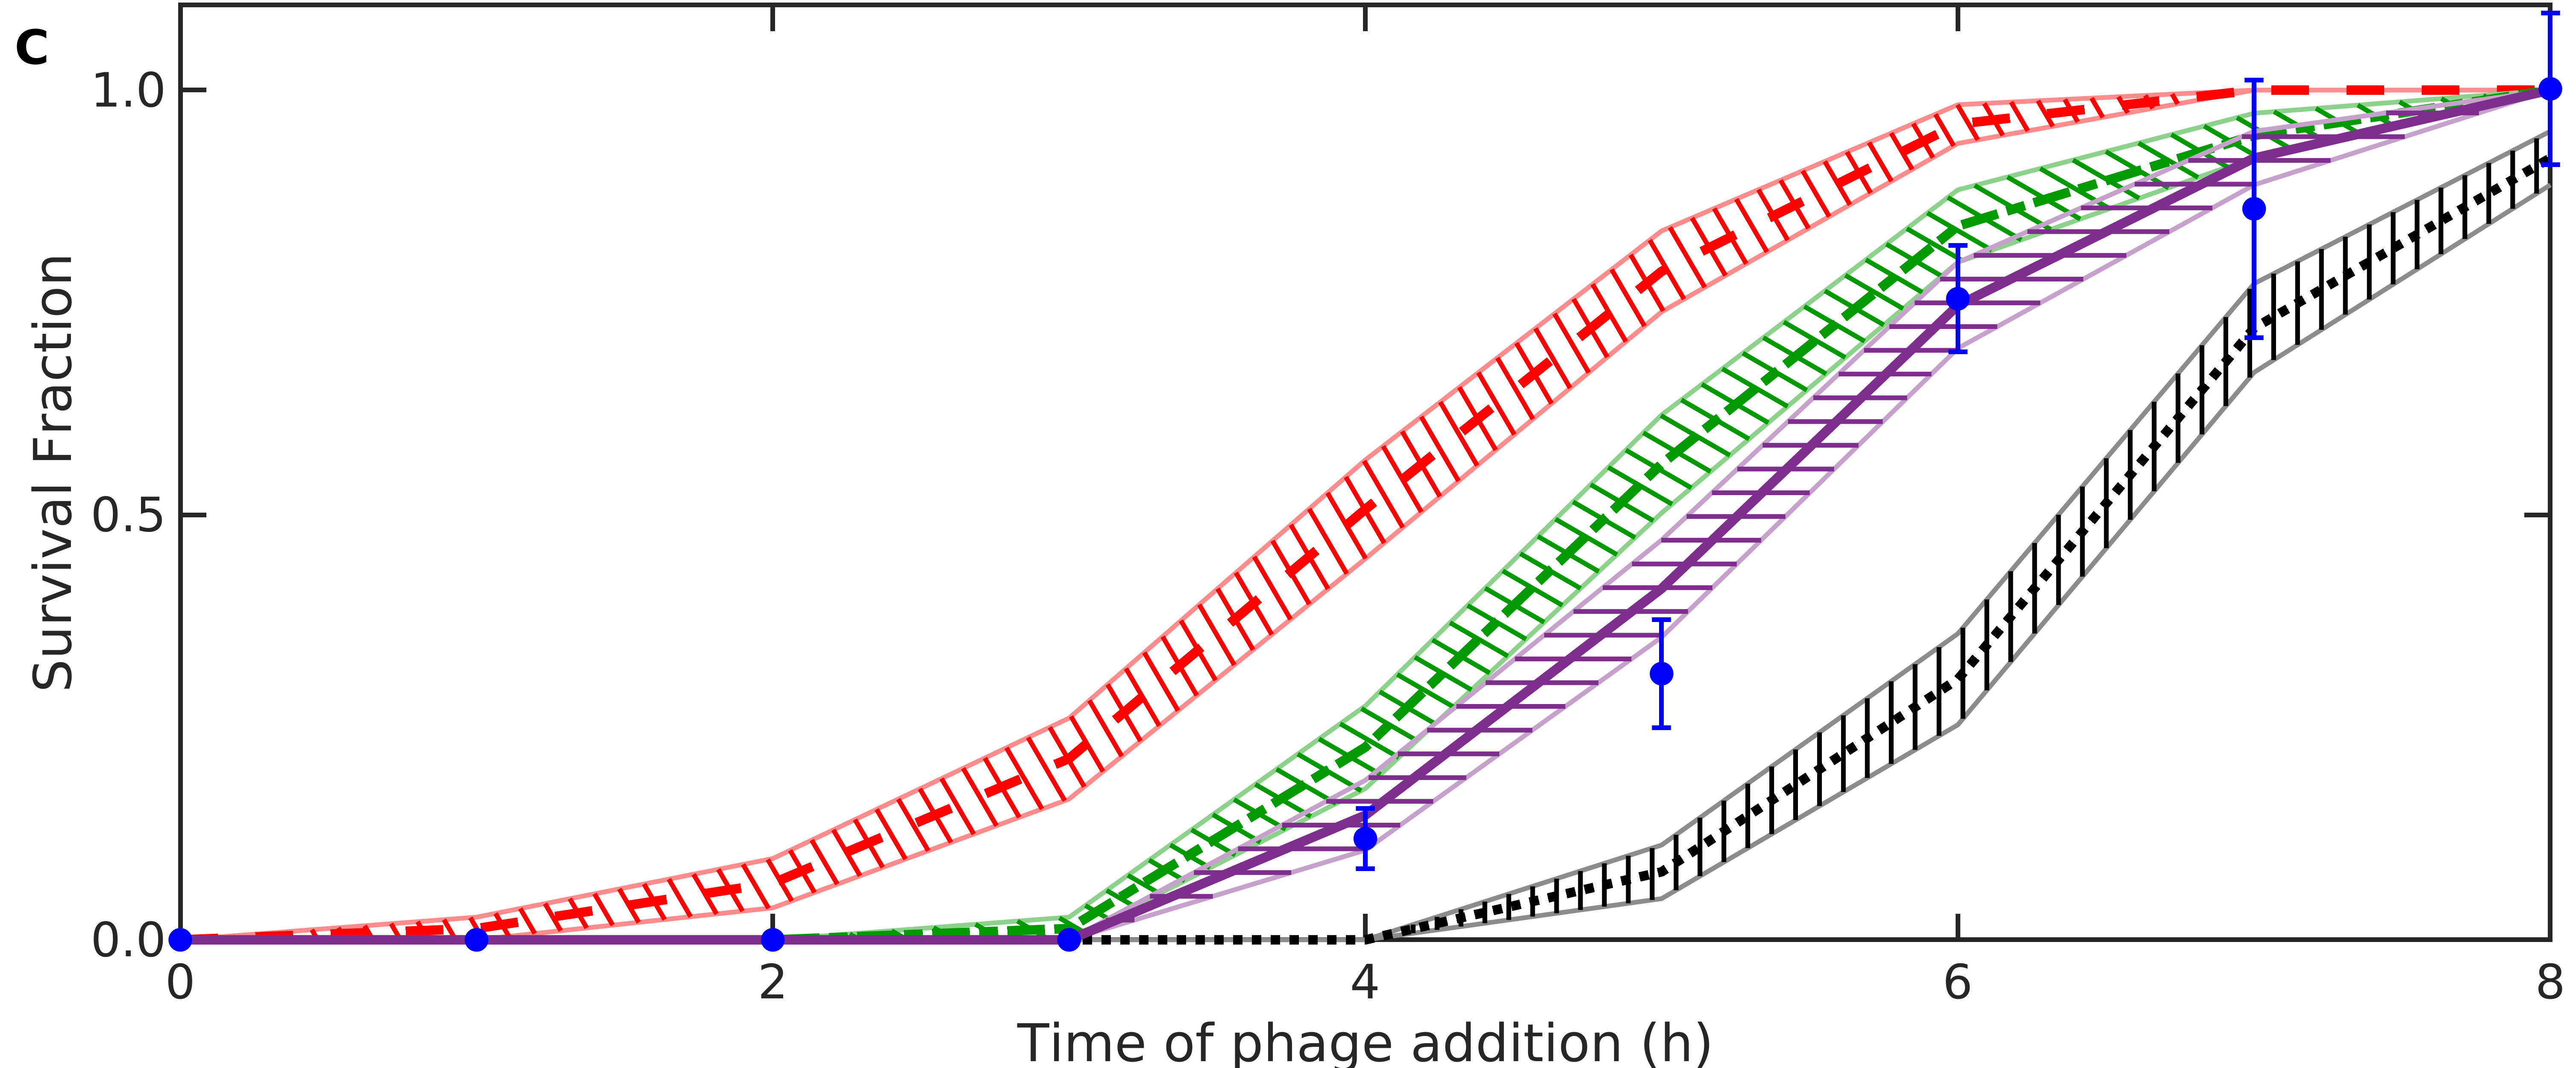 C
1.0
0.5
0.0
Survival Fraction
0 2 4 6 8
Time of phage addition (h)